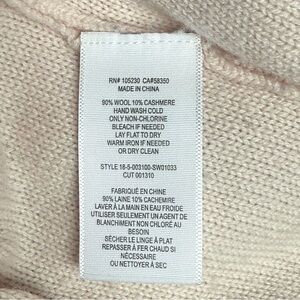 RN# 105230 CA#58350
MADE IN CHINA
90% WOOL 10% CASHMERE
HAND WASH COLD
ONLY NON-CHLORINE
BLEACH IF NEEDED
LAY FLAT TO DRY
WARM IRON IF NEEDED
OR DRY CLEAN
STYLE 16-5-003100-SW01033
CUT 001310
FABRIQUÉ EN CHINE
90% LAINE 10% CACHEMIRE
LAVER À LA MAIN EN EAU FROIDE
UTILISER SEULEMENT UN AGENT DE
BLANCHIMENT NON CHLORÉ AU
BESOIN
SÉCHER LE LINGE À PLAT
REPASSER À FER CHAUD SI
NÉCESSAIRE
OU NETTOYER À SEC